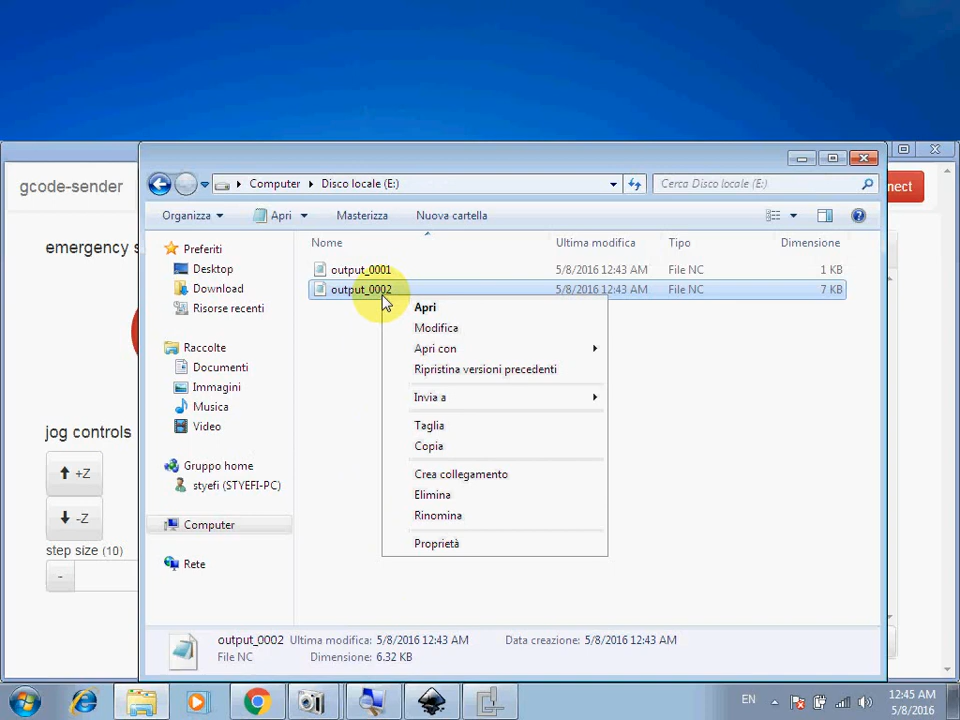 Computer
Disco locale (E:)
Cerca Disco locale (E:)
gcode-sender
nect
Organizza
Apri
Masterizza
Nuova cartella
Nome
Ultima modifica
Tipo
Dimensione
emergency s
Preferiti
Desktop
Download
Risorse recenti
output_0001
5/8/2016 12:43 AM
File NC
1 KB
output_0002
5/8/2016 12:43 AM
File NC
7 KB
Apri
Modifica
Apri con
Ripristina versioni precedenti
Invia a
Taglia
Copia
Crea collegamento
Elimina
Rinomina
Proprietà
Raccolte
Documenti
Immagini
Musica
Video
jog controls
Gruppo home
styefi (STYEFI-PC)
+Z
-Z
Computer
step size (10)
-
Rete
output_0002
Ultima modifica: 5/8/2016 12:43 AM
Data creazione: 5/8/2016 12:43 AM
File NC
Dimensione: 6.32 KB
EN
12:45 AM
5/8/2016